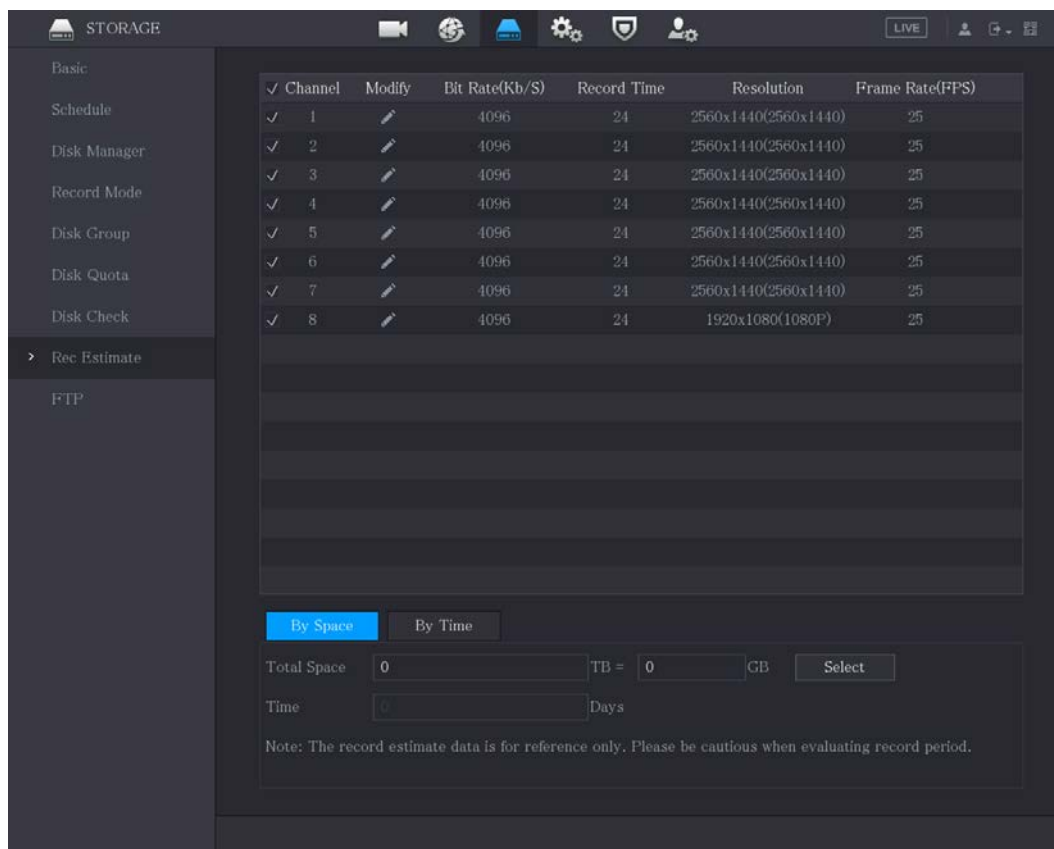 STORAGE LIVE
Basic
Schedule
Disk Manager
Record Mode
Disk Group
Disk Quota
Disk Check
Rec Estimate
FTP
Channel Modify Bit Rate(Kb/S) Record Time Resolution Frame Rate(FPS)
1 4096 24 2560x1440(2560x1440) 25
2 4096 24 2560x1440(2560x1440) 25
3 4096 24 2560x1440(2560x1440) 25
4 4096 24 2560x1440(2560x1440) 25
5 4096 24 2560x1440(2560x1440) 25
6 4096 24 2560x1440(2560x1440) 25
7 4096 24 2560x1440(2560x1440) 25
8 4096 24 1920x1080(1080P) 25
By Space By Time
Total Space 0 TB = 0 GB Select
Time 0 Days
Note: The record estimate data is for reference only. Please be cautious when evaluating record period.